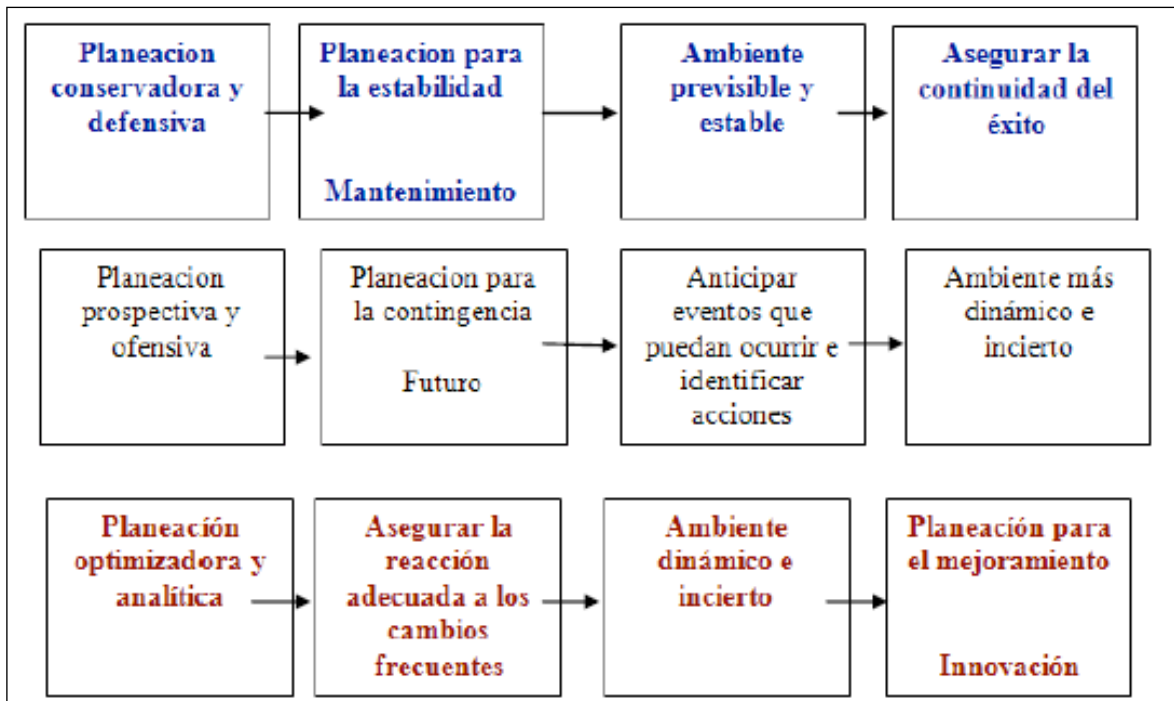 Planeacion
conservadora y
defensiva
Planeacion para
la estabilidad
Mantenimiento
Ambiente
previsible y
estable
Asegurar la
continuidad del
éxito
Planeacion
prospectiva y
ofensiva
Planeacion para
la contingencia
Futuro
Anticipar
eventos que
puedan ocurrir e
identificar
acciones
Ambiente más
dinámico e
incierto
Planeación
optimizadora y
analítica
Asegurar la
reacción
adecuada a los
cambios
frecuentes
Ambiente
dinámico e
incierto
Planeación para
el mejoramiento
Innovación